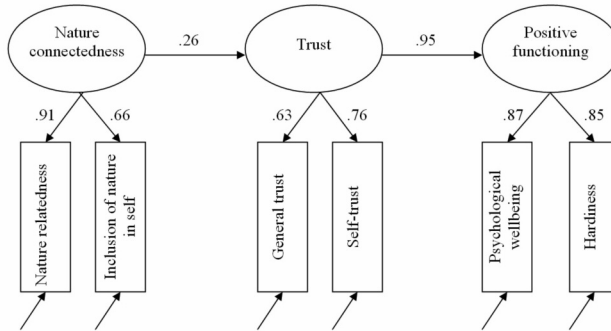 Nature
connectedness
.26
Trust
.95
Positive
functioning
.91
.66
.63
.76
.87
.85
Nature relatedness
Inclusion of nature
in self
General trust
Self-trust
Psychological
wellbeing
Hardiness